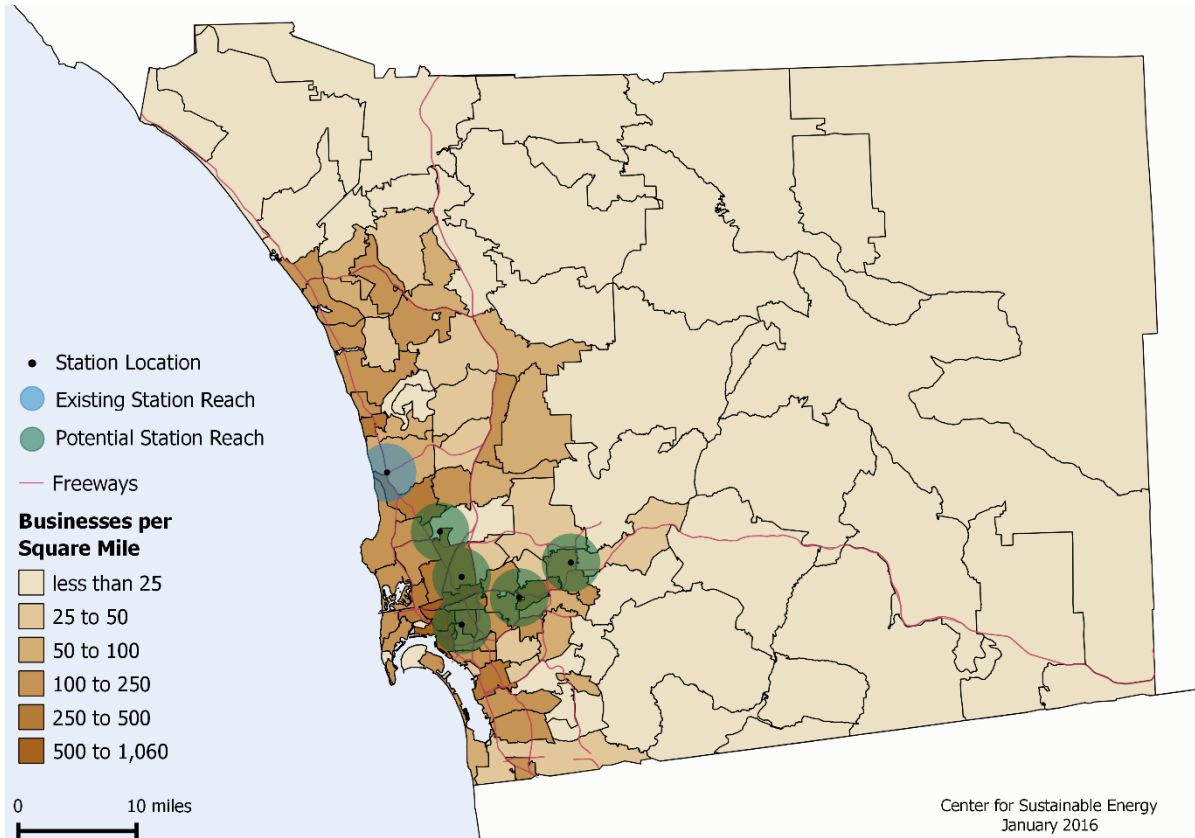 Station Location
Existing Station Reach
Potential Station Reach
Freeways
Businesses per
Square Mile
less than 25
25 to 50
50 to 100
100 to 250
250 to 500
500 to 1,060
0 10 miles
Center for Sustainable Energy
January 2016